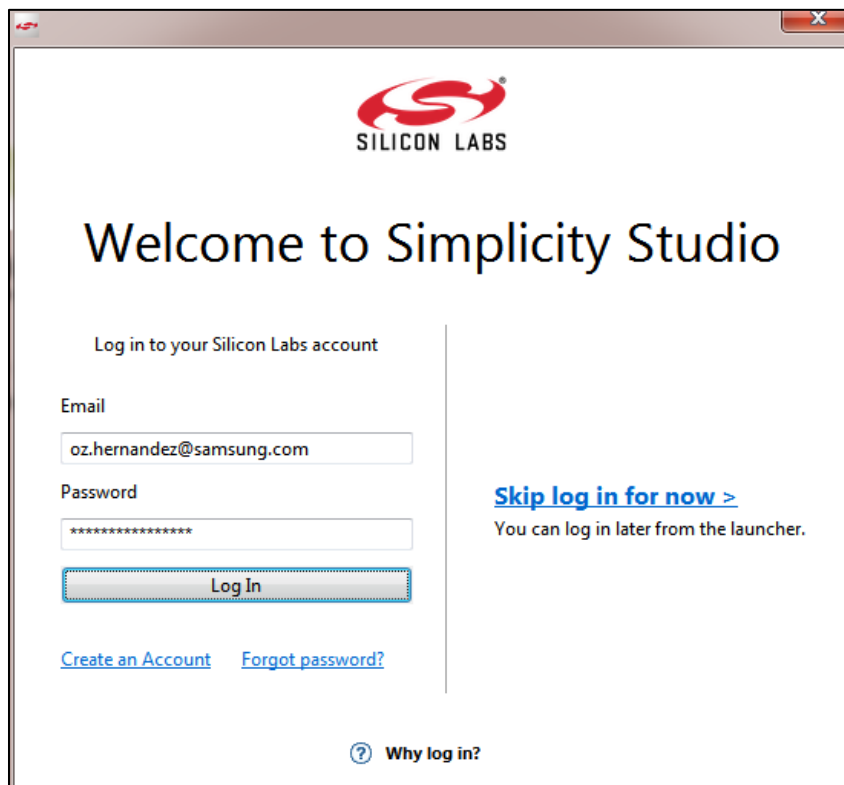 SILICON LABS
Welcome to Simplicity Studio
Log in to your Silicon Labs account
Email
oz.hernandez@samsung.com
Password
****************
Log In
Create an Account Forgot password?
Skip log in for now >
You can log in later from the launcher.
? Why log in?